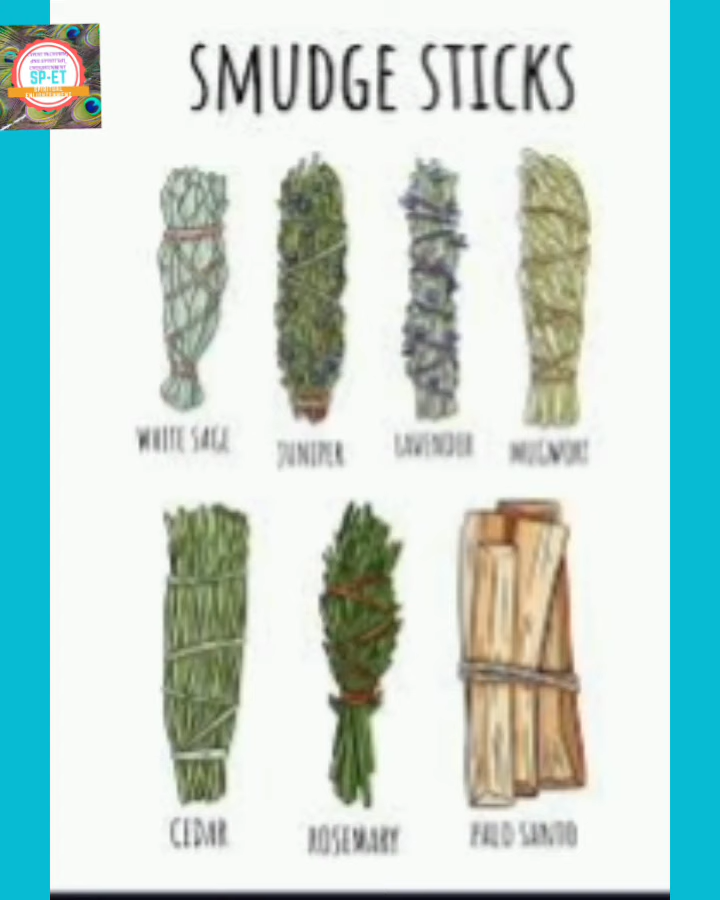 SP-ET
SMUDGE STICKS
WHITE SAGE
JUNIPER
LAVENDER
MUGWORT
CEDAR
ROSEMARY
PALO SANTO